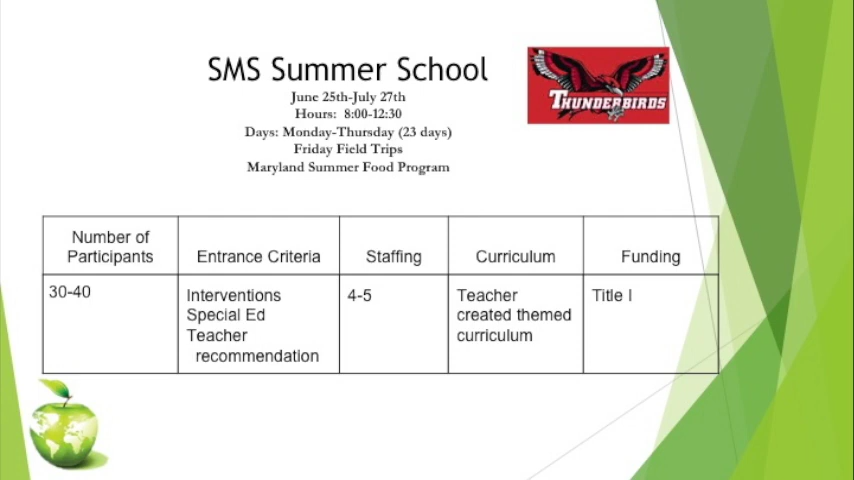 SMS Summer School
June 25th-July 27th
Hours: 8:00-12:30
Days: Monday-Thursday (23 days)
Friday Field Trips
Maryland Summer Food Program
THUNDERBIRDS
Number of
Participants
Entrance Criteria
Staffing
Curriculum
Funding
30-40
Interventions
Special Ed
Teacher
recommendation
4-5
Teacher
created themed
curriculum
Title I